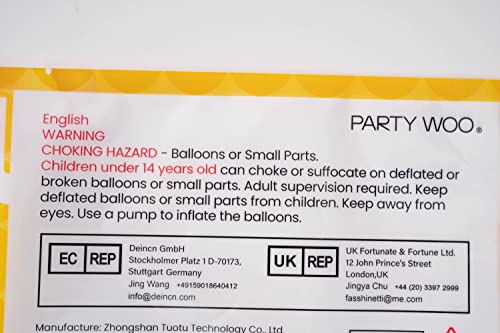 PARTY WOO®
English
WARNING
CHOKING HAZARD - Balloons or Small Parts.
Children under 14 years old can choke or suffocate on deflated or
broken balloons or small parts. Adult supervision required. Keep
deflated balloons or small parts from children. Keep away from
eyes. Use a pump to inflate the balloons.
EC REP
Deincn GmbH
Stockholmer Platz 1 D-70173,
Stuttgart Germany
Jing Wang +49159018640412
info@deincn.com
UK REP
UK Fortunate & Fortune Ltd.
12 John Prince's Street
London,UK
Jingya Chu +44 (20) 3397 2999
fasshinetti@me.com
Manufacture: Zhongshan Tuotu Technology Co., Ltd.